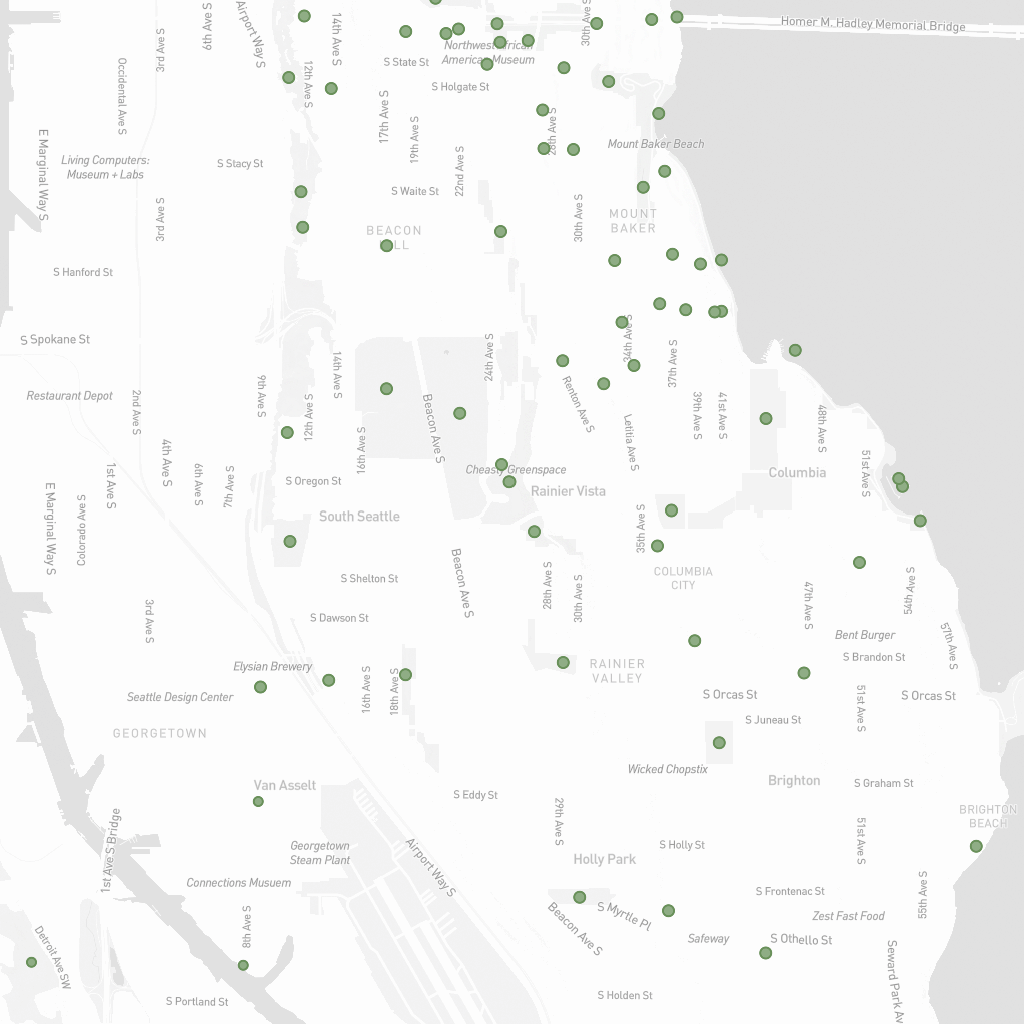 Airport Way S
14th Ave S
30th Ave S
Homer M. Hadley Memorial Bridge
6th Ave S
3rd Ave S
Northwest African
American Museum
S State St
12th Ave S
S Holgate St
Occidental Ave S
17th Ave S
19th Ave S
28th Ave S
Mount Baker Beach
E Marginal Way S
Living Computers:
Museum + Labs
S Stacy St
22nd Ave S
S Waite St
3rd Ave S
30th Ave S
MOUNT
BAKER
BEACON
HILL
S Hanford St
S Spokane St
34th Ave S
24th Ave S
37th Ave S
14th Ave S
Restaurant Depot
2nd Ave S
9th Ave S
12th Ave S
Renton Ave S
39th Ave S
41st Ave S
48th Ave S
Beacon Ave S
Letitia Ave S
16th Ave S
4th Ave S
6th Ave S
7th Ave S
1st Ave S
Cheasty Greenspace
Columbia
51st Ave S
S Oregon St
Rainier Vista
E Marginal Way S
Colorado Ave S
South Seattle
35th Ave S
S Shelton St
Beacon Ave S
28th Ave S
30th Ave S
COLUMBIA
CITY
47th Ave S
54th Ave S
3rd Ave S
S Dawson St
Bent Burger
57th Ave S
S Brandon St
Elysian Brewery
RAINIER
VALLEY
16th Ave S
18th Ave S
Seattle Design Center
S Orcas St
S Orcas St
51st Ave S
S Juneau St
GEORGETOWN
Wicked Chopstix
Van Asselt
Brighton
S Graham St
S Eddy St
29th Ave S
BRIGHTON
BEACH
1st Ave S Bridge
Georgetown
Steam Plant
Airport Way S
S Holly St
51st Ave S
Holly Park
Connections Musuem
S Frontenac St
55th Ave S
8th Ave S
Beacon Ave S
S Myrtle Pl
Zest Fast Food
Safeway
S Othello St
Detroit Ave SW
Seward Park Av
S Portland St
S Holden St